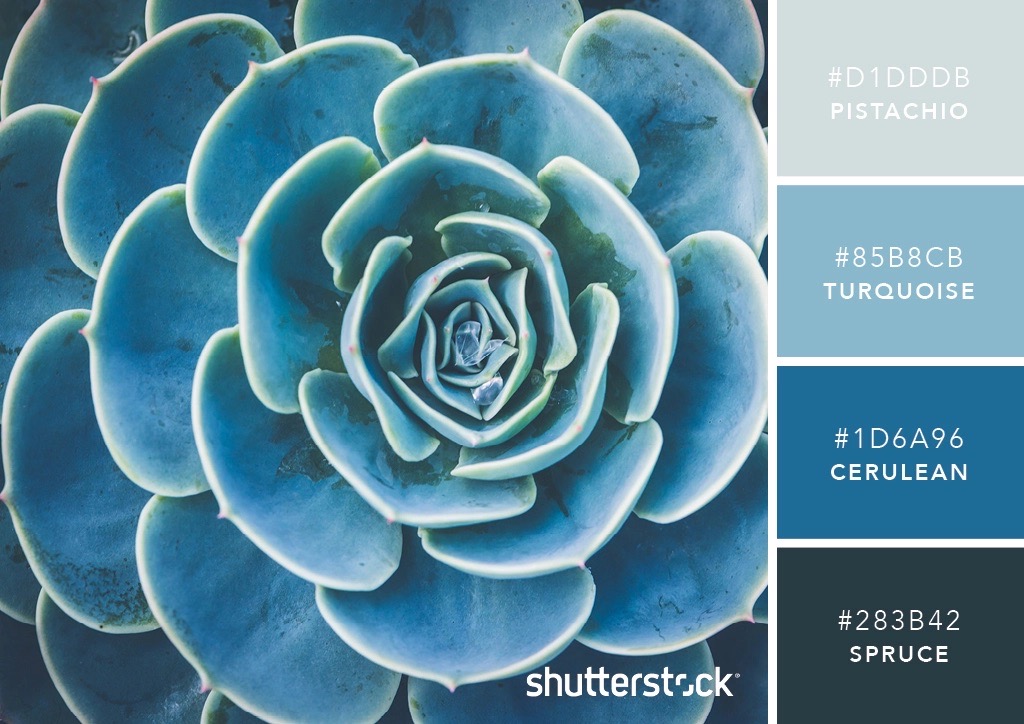 #D1DDDB
PISTACHIO
#85B8CB
TURQUOISE
#1D6A96
CERULEAN
#283B42
SPRUCE
shutterstock